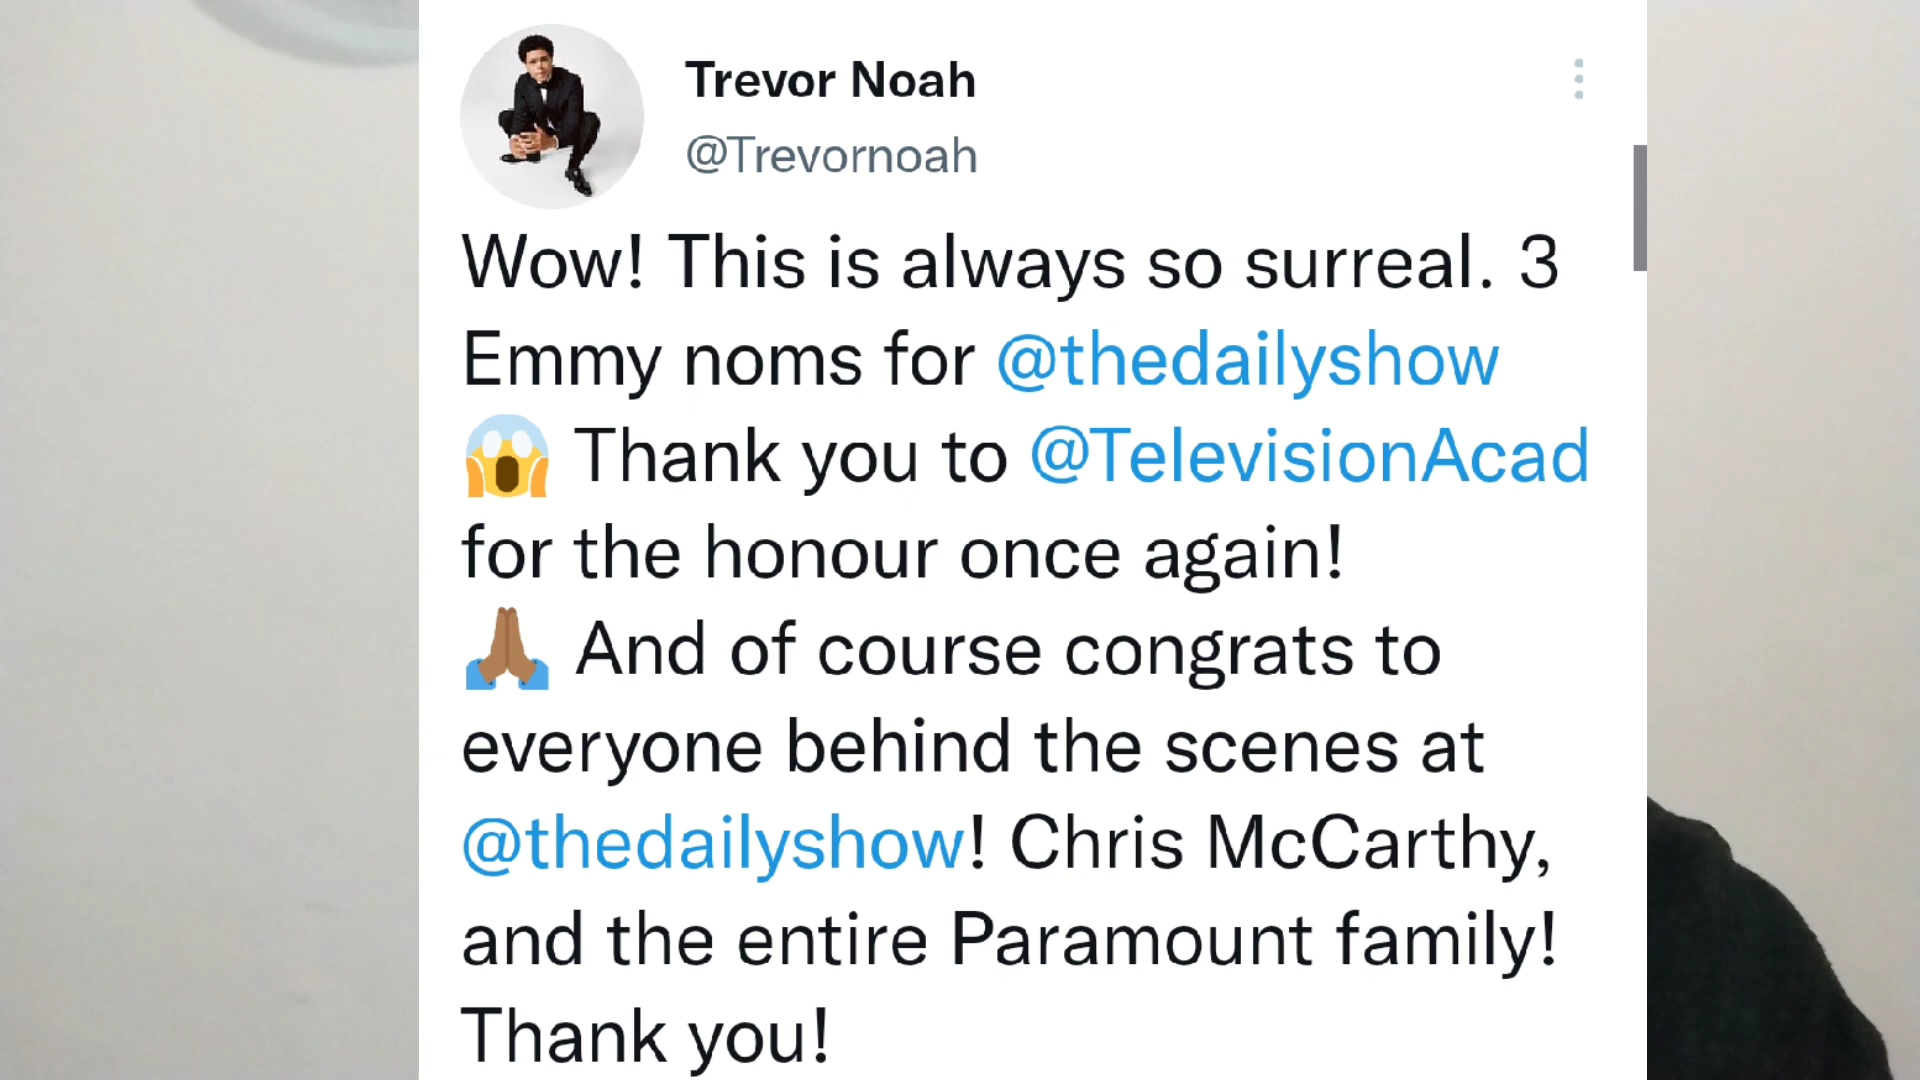 Trevor Noah
@Trevornoah
Wow! This is always so surreal. 3
Emmy noms for @thedailyshow
😱 Thank you to @TelevisionAcad
for the honour once again!
🙏🏾 And of course congrats to
everyone behind the scenes at
@thedailyshow! Chris McCarthy,
and the entire Paramount family!
Thank you!